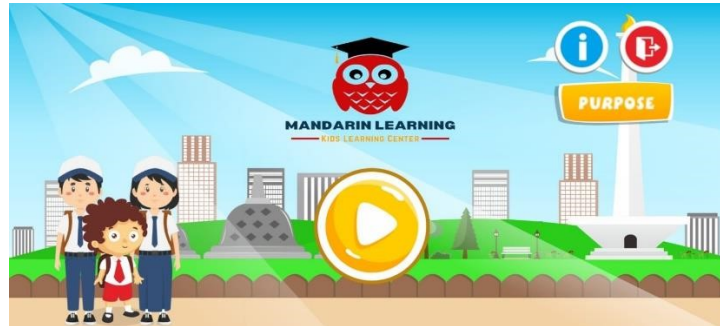 MANDARIN LEARNING
KIDS LEARNING CENTER
i
PURPOSE